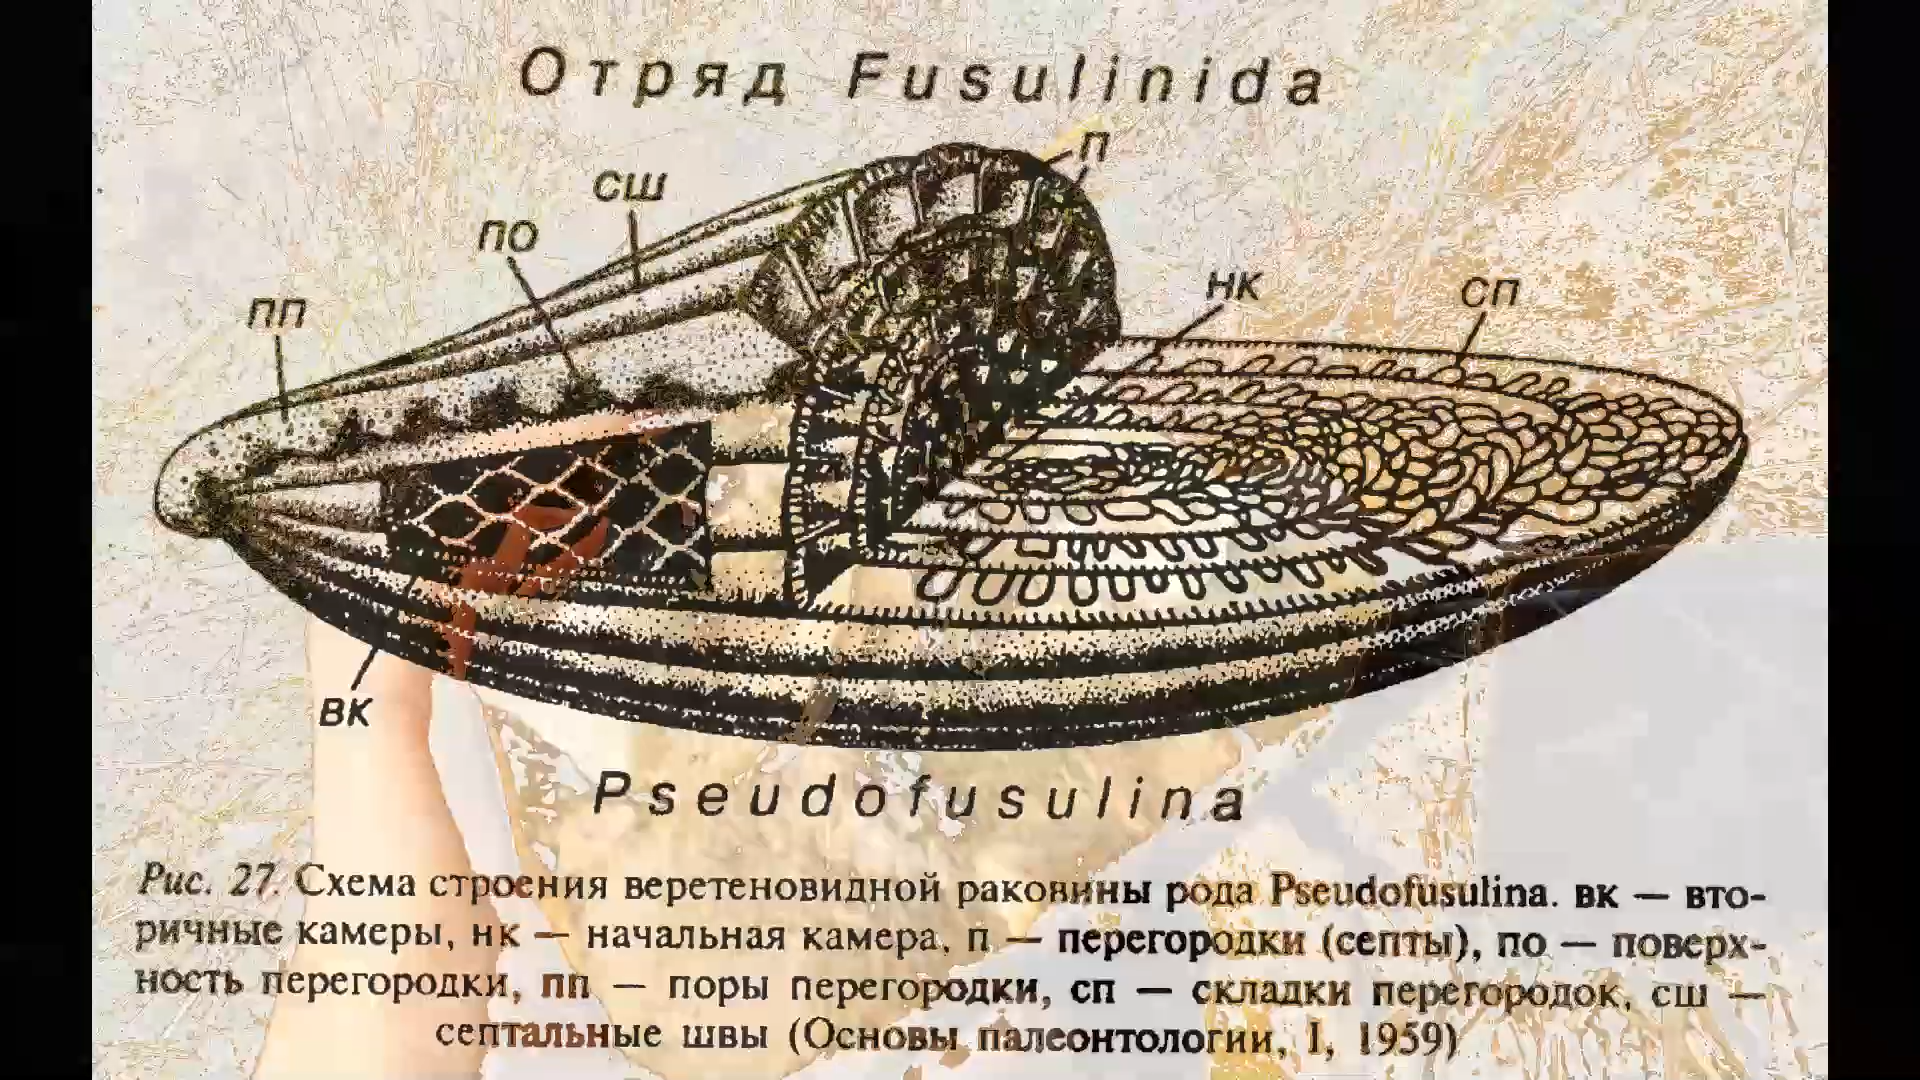 Отряд Fusulinida
п
сш
по
нк
сп
пп
вк
Pseudofusulina
Рис. 27. Схема строения веретеновидной раковины рода Pseudofusulina. вк — вто-
ричные камеры, нк — начальная камера, п — перегородки (септы), по — поверх-
ность перегородки, пп — поры перегородки, сп — складки перегородок, сш —
септальные швы (Основы палеонтологии, I, 1959)